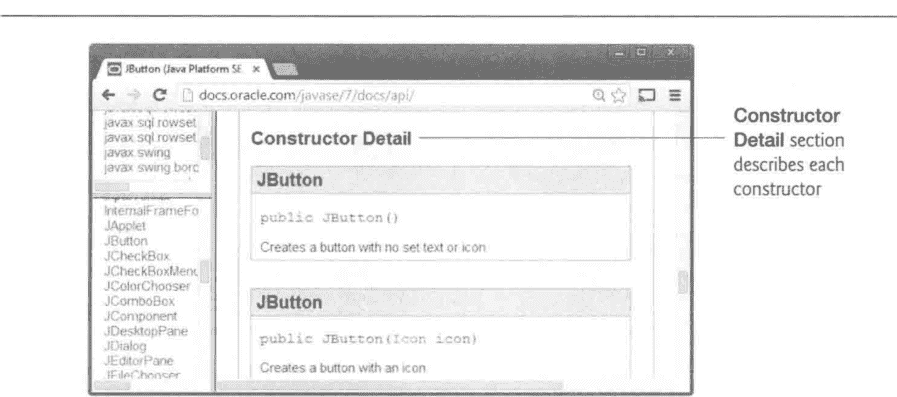 JButton (Java Platform SE
docs.oracle.com/javase/7/docs/api/
javax.sql.rowset
javax.sql.rowset
javax.swing
javax.swing.borc
InternalFrameFo
JApplet
JButton
JCheckBox
JCheckBoxMenu
JColorChooser
JComboBox
JComponent
JDesktopPane
JDialog
JEditorPane
JFileChooser
Constructor Detail
JButton
public JButton()
Creates a button with no set text or icon
JButton
public JButton(Icon icon)
Creates a button with an icon
Constructor
Detail section
describes each
constructor